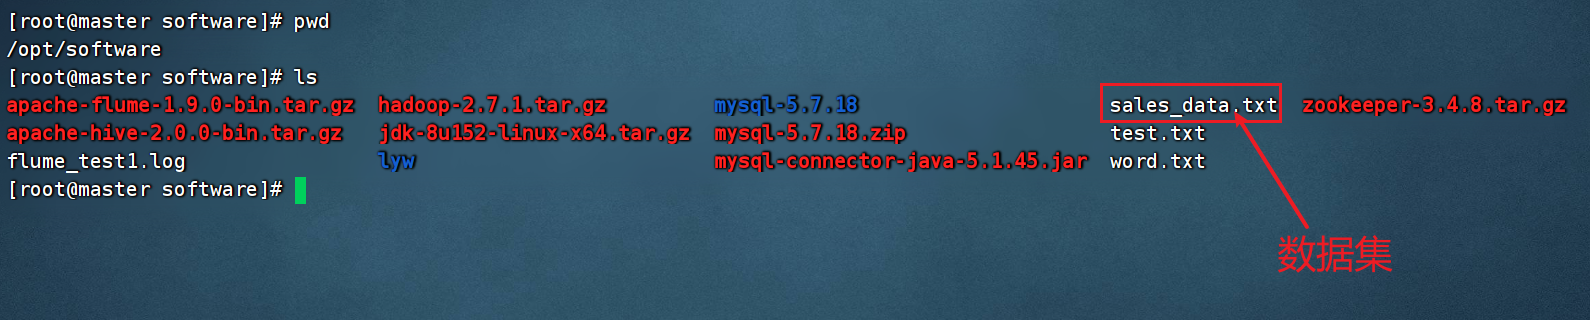 [root@master software]# pwd
/opt/software
[root@master software]# ls
apache-flume-1.9.0-bin.tar.gz  hadoop-2.7.1.tar.gz  mysql-5.7.18  sales_data.txt  zookeeper-3.4.8.tar.gz
apache-hive-2.0.0-bin.tar.gz  jdk-8u152-linux-x64.tar.gz  mysql-5.7.18.zip  test.txt
flume_test1.log  lyw  mysql-connector-java-5.1.45.jar  word.txt
[root@master software]#
数据集